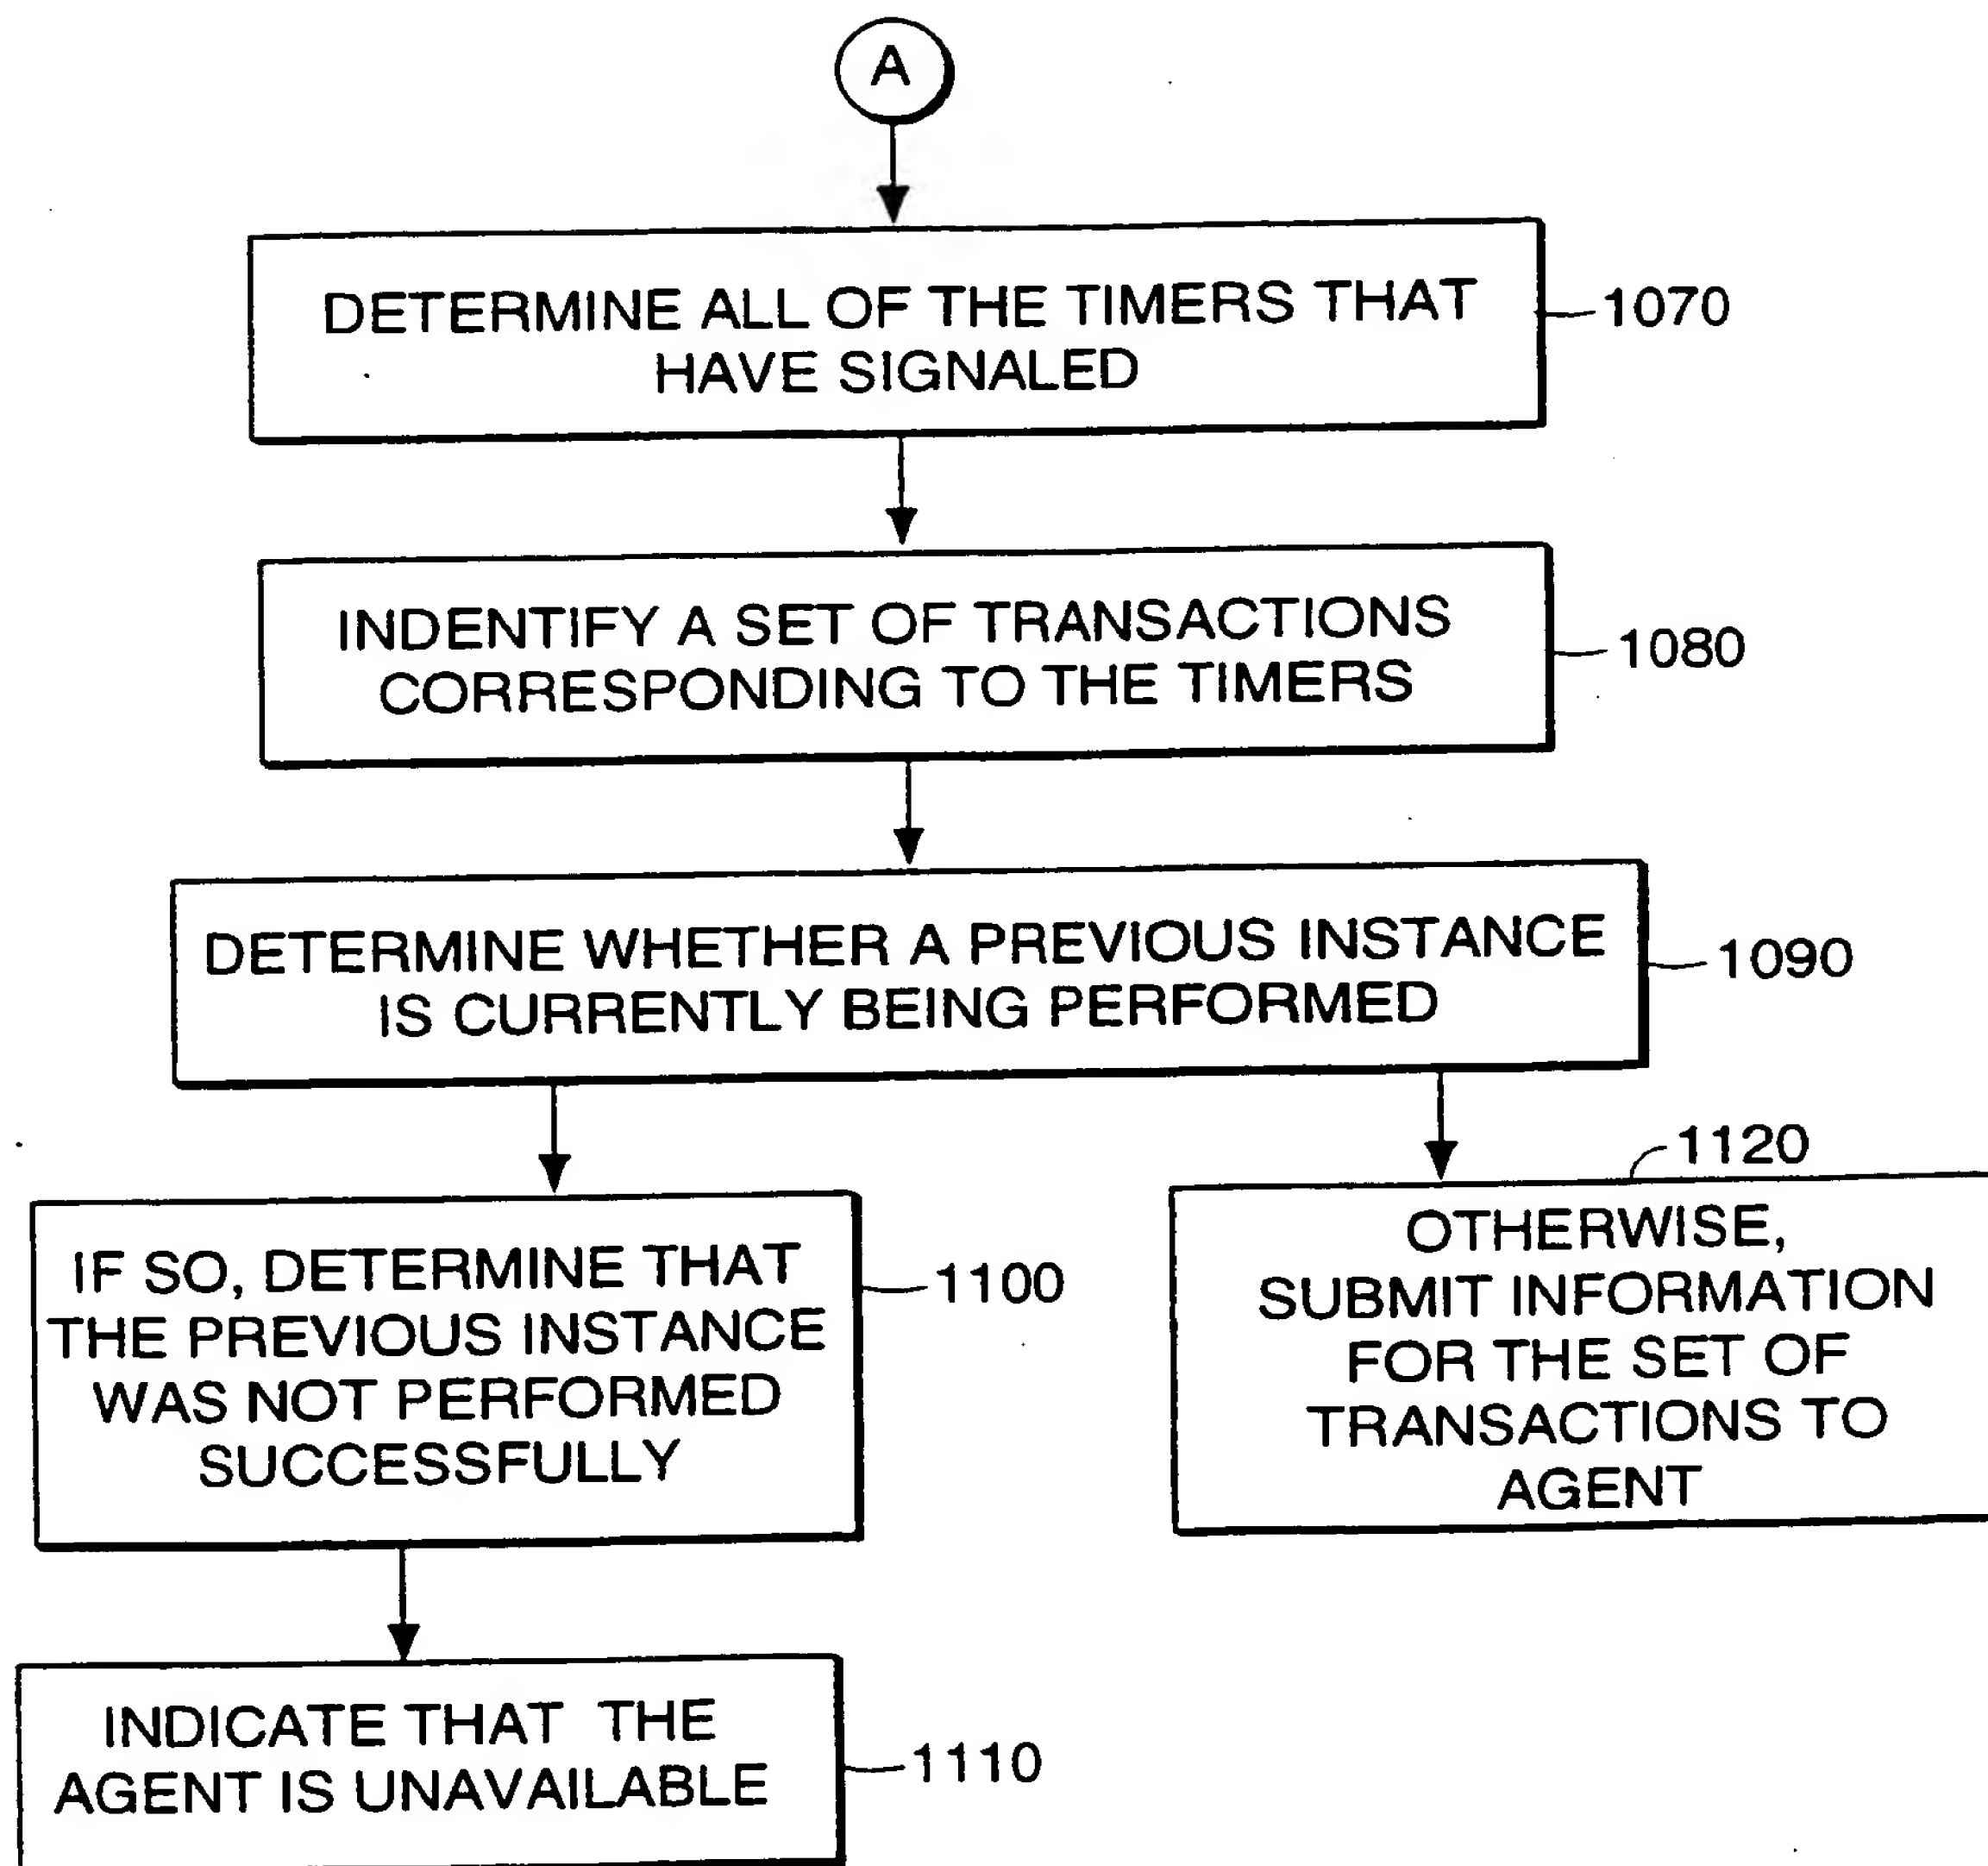 A
DETERMINE ALL OF THE TIMERS THAT
HAVE SIGNALED
1070
INDENTIFY A SET OF TRANSACTIONS
CORRESPONDING TO THE TIMERS
1080
DETERMINE WHETHER A PREVIOUS INSTANCE
IS CURRENTLY BEING PERFORMED
1090
IF SO, DETERMINE THAT
THE PREVIOUS INSTANCE
WAS NOT PERFORMED
SUCCESSFULLY
1100
1120
OTHERWISE,
SUBMIT INFORMATION
FOR THE SET OF
TRANSACTIONS TO
AGENT
INDICATE THAT THE
AGENT IS UNAVAILABLE
1110